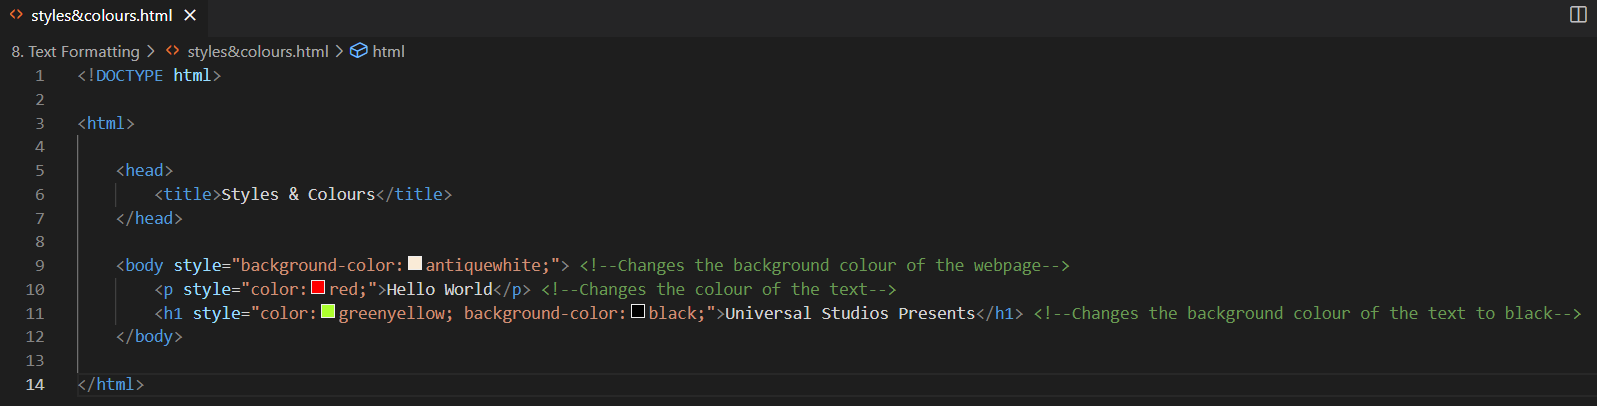 styles&colours.html
8. Text Formatting > styles&colours.html > html
1 <!DOCTYPE html>
2
3 <html>
4
5 <head>
6 <title>Styles & Colours</title>
7 </head>
8
9 <body style="background-color: antiquewhite;"> <!--Changes the background colour of the webpage-->
10 <p style="color: red;">Hello World</p> <!--Changes the colour of the text-->
11 <h1 style="color: greenyellow; background-color: black;">Universal Studios Presents</h1> <!--Changes the background colour of the text to black-->
12 </body>
13
14 </html>